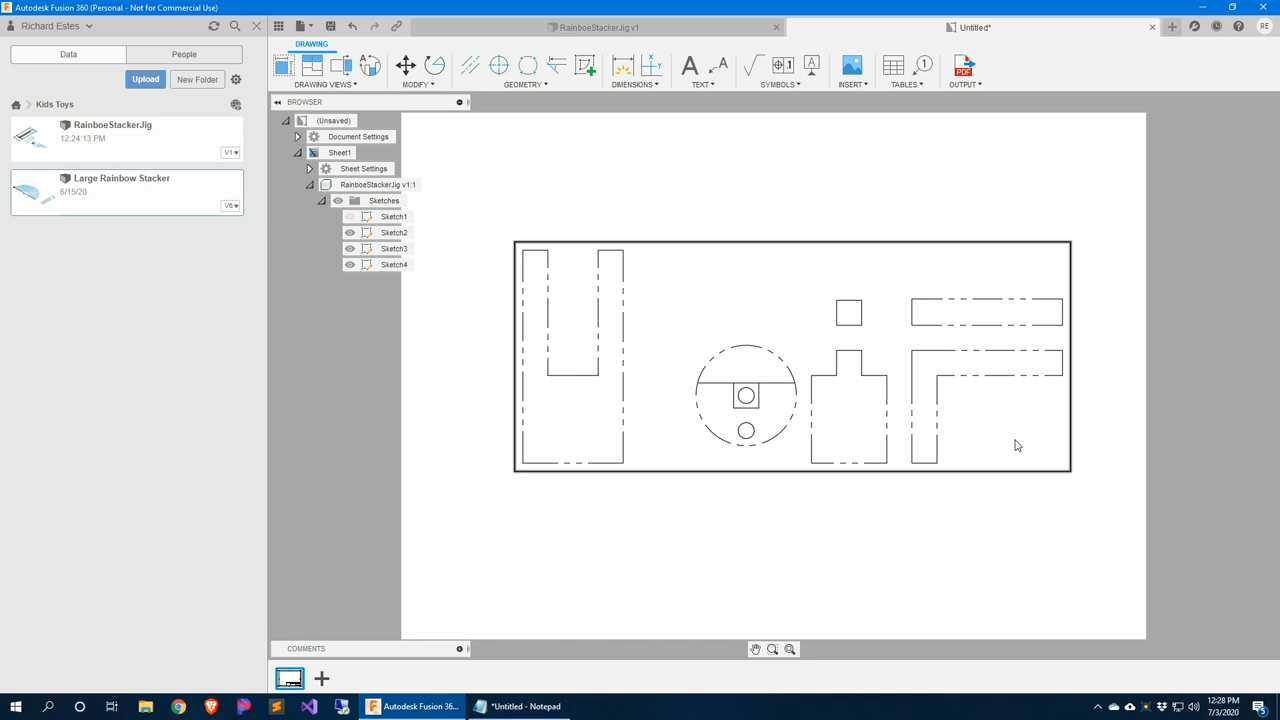 Autodesk Fusion 360 (Personal - Not for Commercial Use)
Richard Estes
RainboeStackerJig v1
Untitled*
RE
Data
People
DRAWING
Upload
New Folder
DRAWING VIEWS
MODIFY
GEOMETRY
DIMENSIONS
TEXT
SYMBOLS
INSERT
TABLES
OUTPUT
Kids Toys
BROWSER
RainboeStackerJig
12:24:13 PM
V1
(Unsaved)
Document Settings
Sheet1
Sheet Settings
Large Rainbow Stacker
6/15/20
V6
RainboeStackerJig v1:1
Sketches
Sketch1
Sketch2
Sketch3
Sketch4
COMMENTS
Autodesk Fusion 36...
*Untitled - Notepad
12:28 PM
7/3/2020